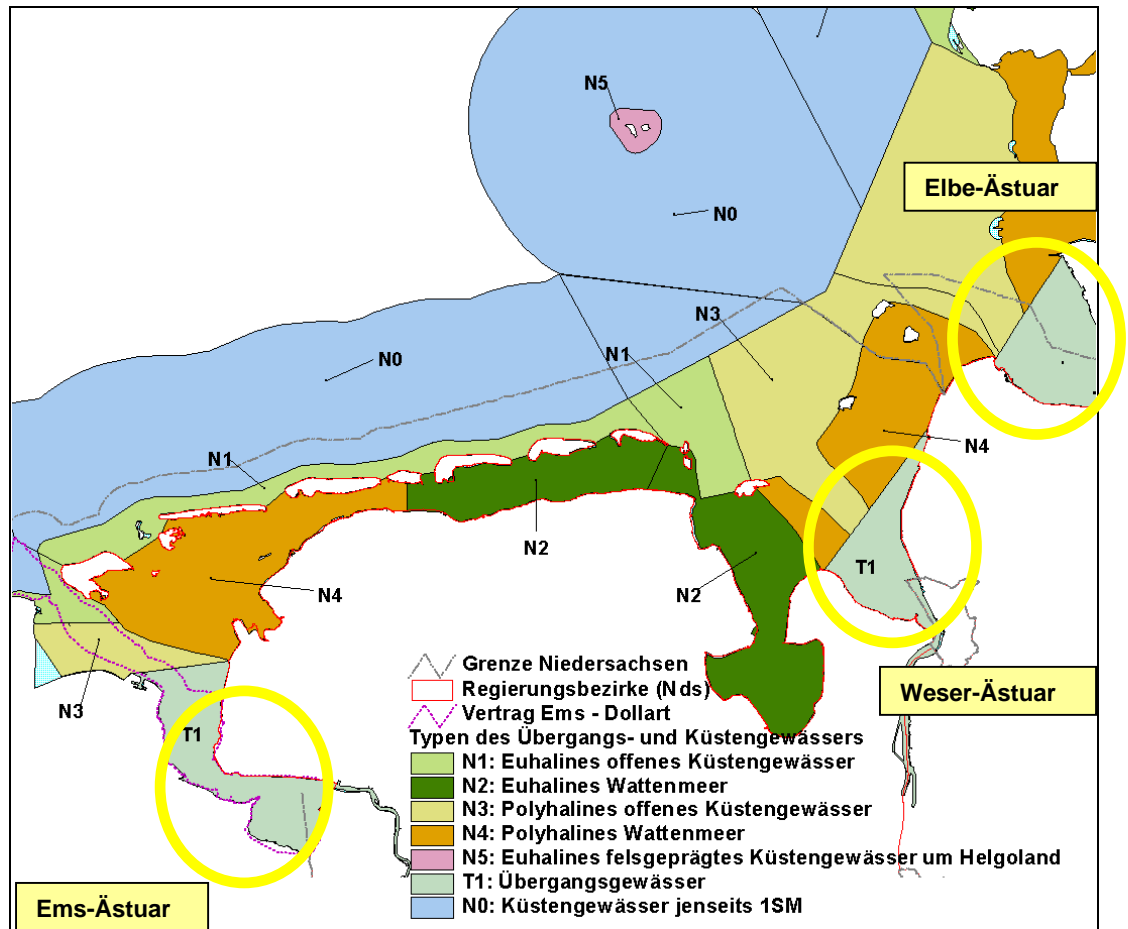 N5
Elbe-Ästuar
N0
N3
N1
N0
N1
N4
N2
N4
T1
N2
N3
T1
Weser-Ästuar
Ems-Ästuar
Grenze Niedersachsen
Regierungsbezirke (Nds)
Vertrag Ems - Dollart
Typen des Übergangs- und Küstengewässers
N1: Euhalines offenes Küstengewässer
N2: Euhalines Wattenmeer
N3: Polyhalines offenes Küstengewässer
N4: Polyhalines Wattenmeer
N5: Euhalines felsgeprägtes Küstengewässer um Helgoland
T1: Übergangsgewässer
N0: Küstengewässer jenseits 1SM